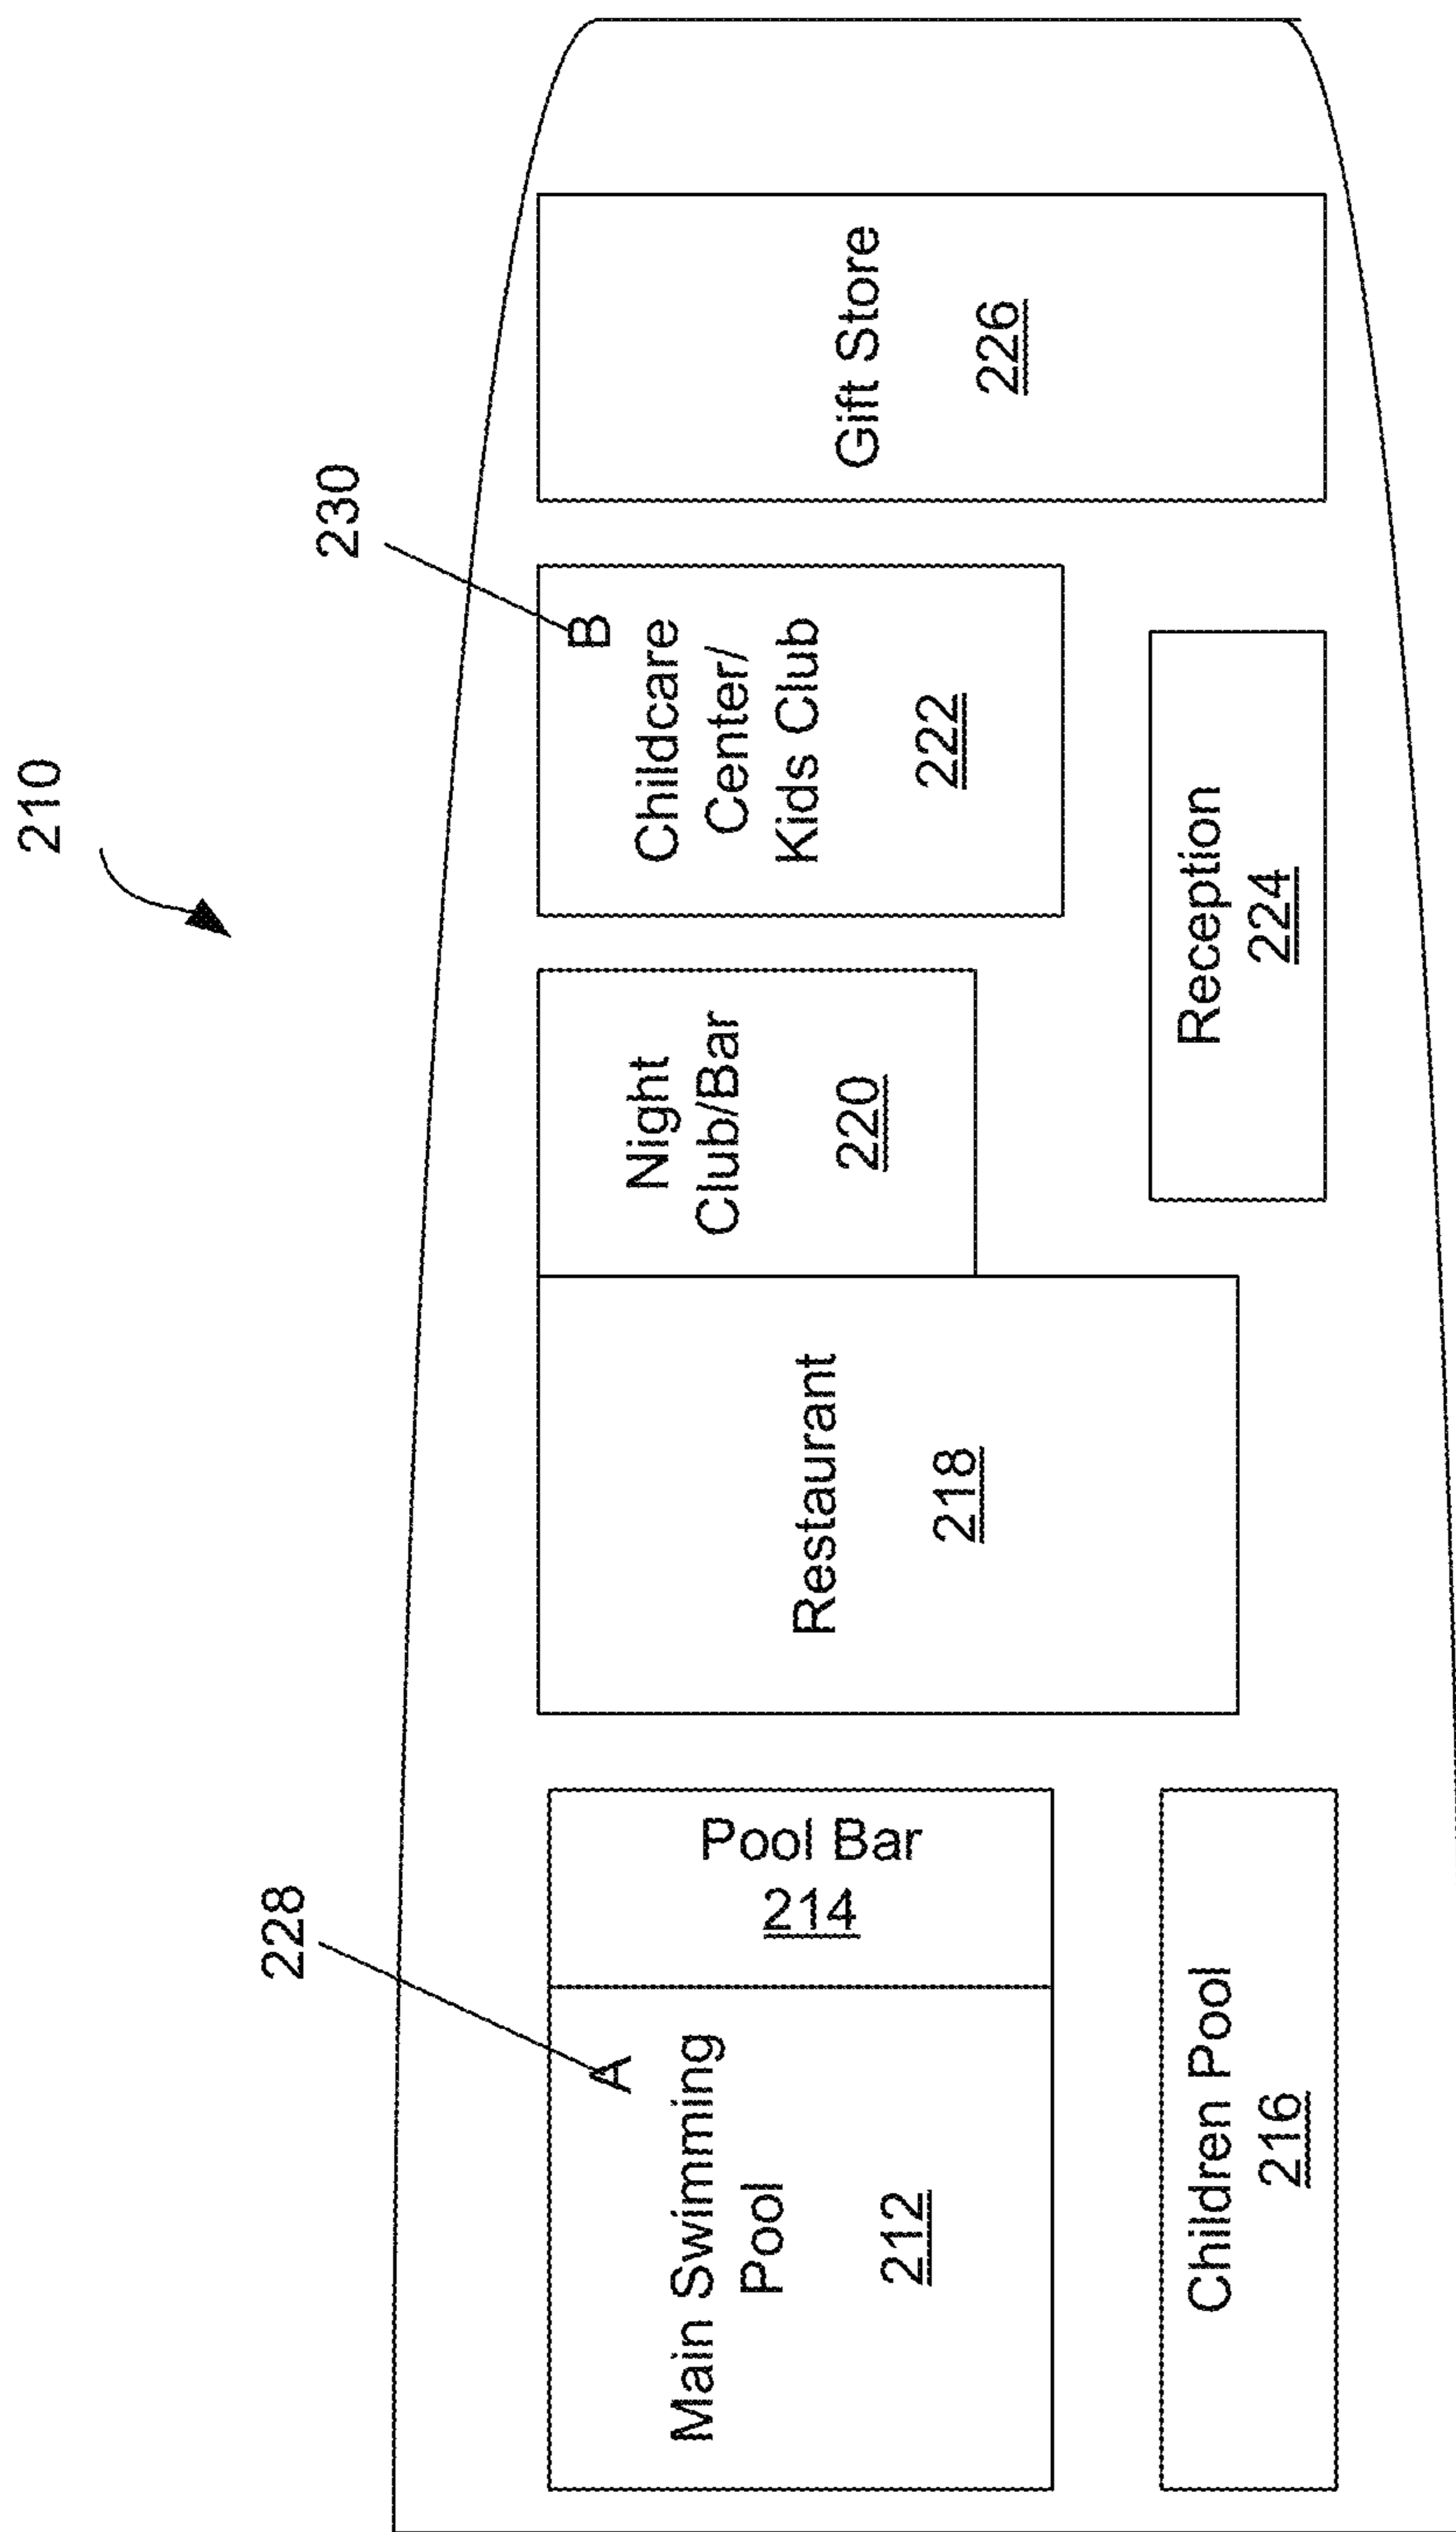 210
228
230
A
Main Swimming
Pool
212
Pool Bar
214
Children Pool
216
Restaurant
218
Night
Club/Bar
220
B
Childcare
Center/
Kids Club
222
Reception
224
Gift Store
226